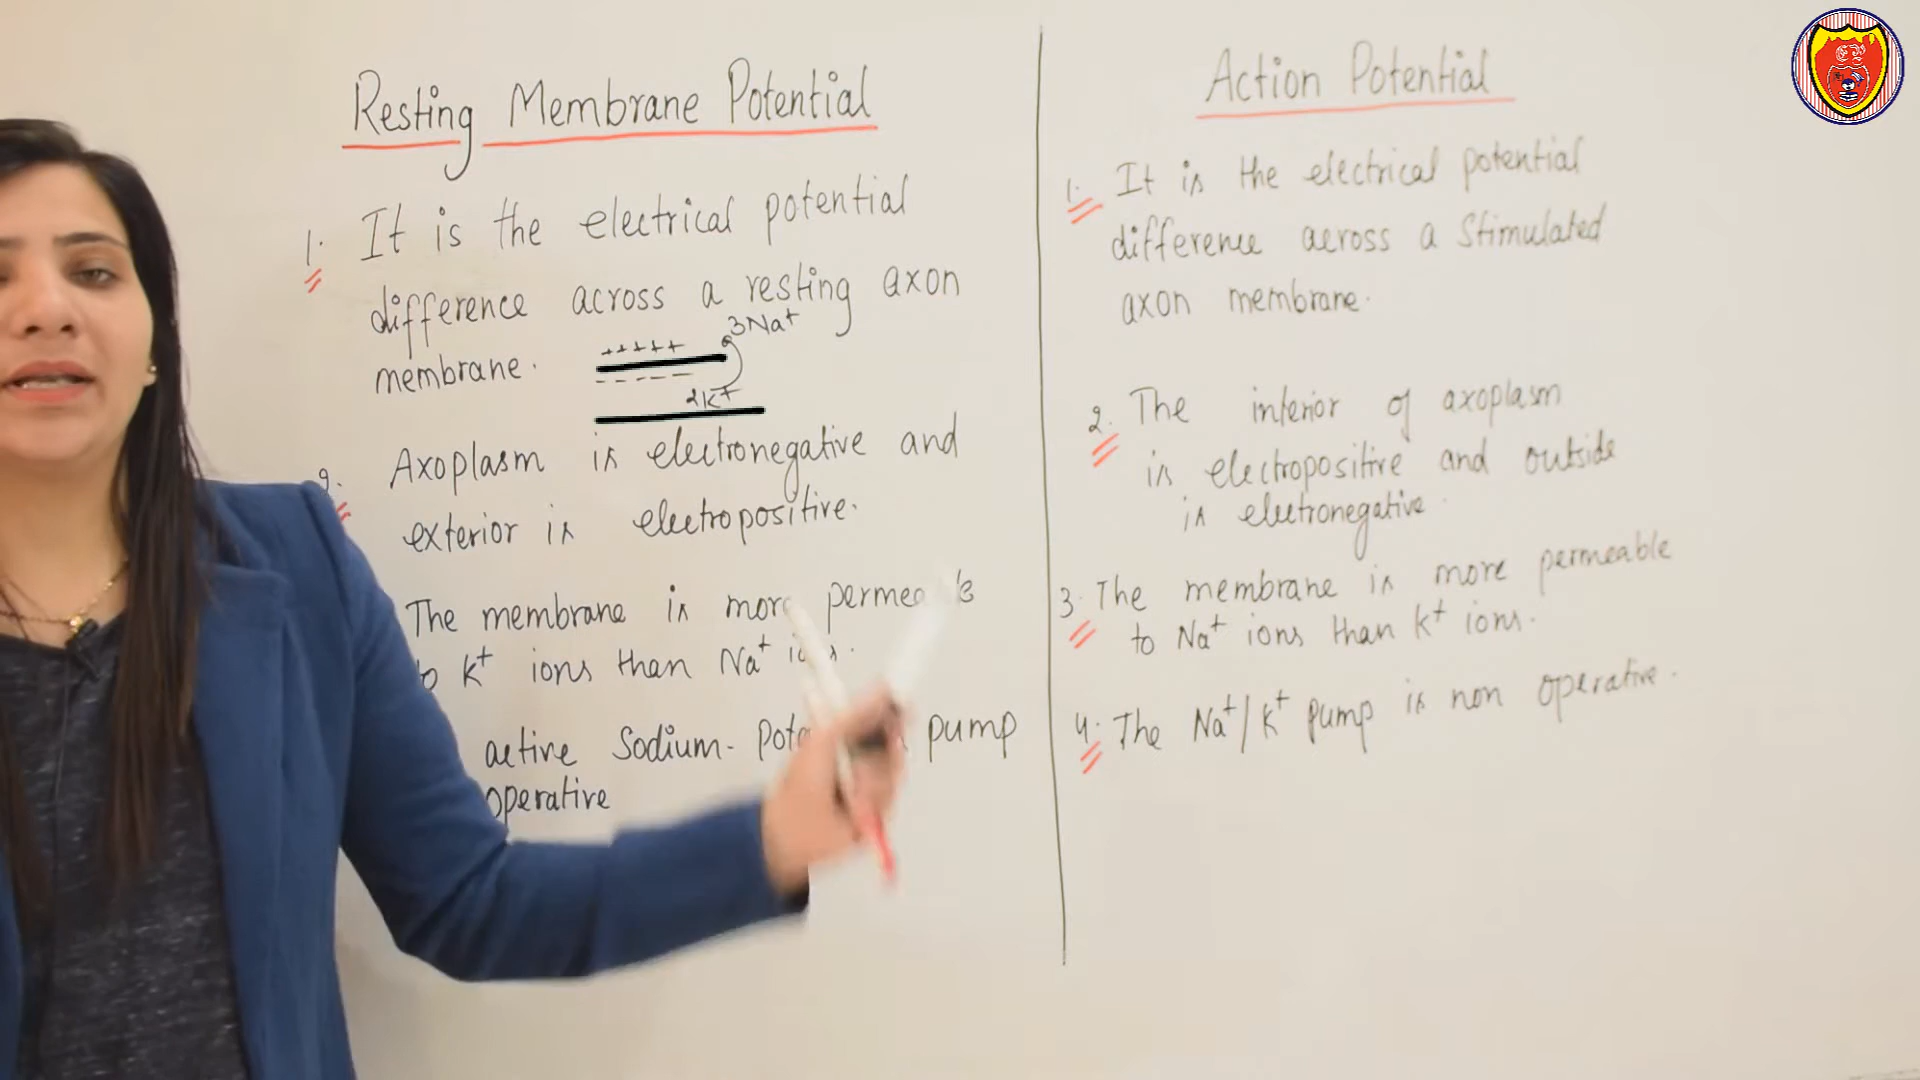 Resting Membrane Potential
1. It is the electrical potential
difference across a resting axon
membrane.
+++++
3Na+
2K+
2. Axoplasm is electronegative and
exterior is electropositive.
The membrane is more
to K+ ions than Na+ ions.
active Sodium- pump
operative
Action Potential
1. It is the electrical potential
difference across a Stimulated
axon membrane.
2. The interior of axoplasm
is electropositive and outside
is electronegative.
3. The membrane is more permeable
to Na+ ions than K+ ions.
4. The Na+/K+ pump is non operative.